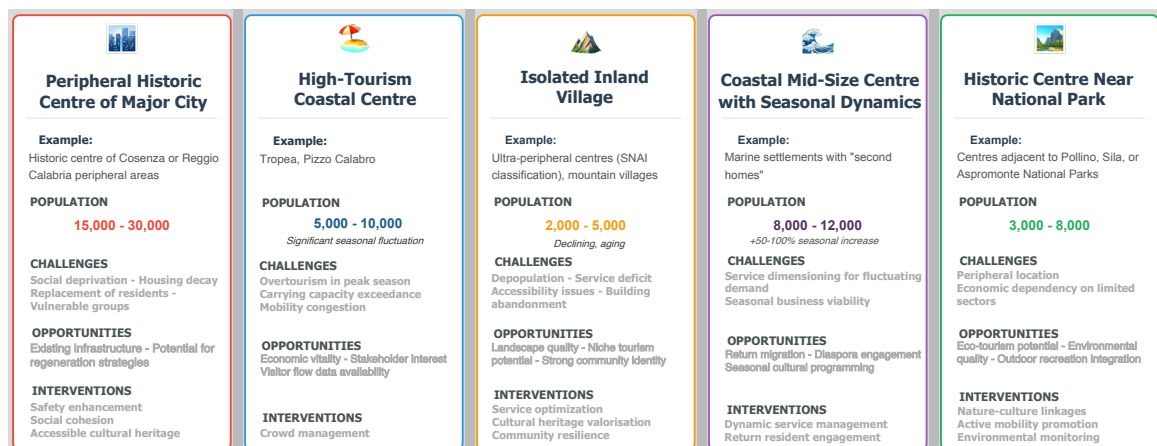 Peripheral Historic
Centre of Major City
Example:
Historic centre of Cosenza or Reggio
Calabria peripheral areas
POPULATION
15,000 - 30,000
CHALLENGES
Social deprivation - Housing decay
Replacement of residents -
Vulnerable groups
OPPORTUNITIES
Existing infrastructure - Potential for
regeneration strategies
INTERVENTIONS
Safety enhancement
Social cohesion
Accessible cultural heritage
High-Tourism
Coastal Centre
Example:
Tropea, Pizzo Calabro
POPULATION
5,000 - 10,000
Significant seasonal fluctuation
CHALLENGES
Overtourism in peak season
Carrying capacity exceedance
Mobility congestion
OPPORTUNITIES
Economic vitality - Stakeholder interest
Visitor flow data availability
INTERVENTIONS
Crowd management
Isolated Inland
Village
Example:
Ultra-peripheral centres (SNAI
classification), mountain villages
POPULATION
2,000 - 5,000
Declining, aging
CHALLENGES
Depopulation - Service deficit
Accessibility issues - Building
abandonment
OPPORTUNITIES
Landscape quality - Niche tourism
potential - Strong community identity
INTERVENTIONS
Service optimization
Cultural heritage valorisation
Community resilience
Coastal Mid-Size Centre
with Seasonal Dynamics
Example:
Marine settlements with "second
homes"
POPULATION
8,000 - 12,000
+50-100% seasonal increase
CHALLENGES
Service dimensioning for fluctuating
demand
Seasonal business viability
OPPORTUNITIES
Return migration - Diaspora engagement
Seasonal cultural programming
INTERVENTIONS
Dynamic service management
Return resident engagement
Historic Centre Near
National Park
Example:
Centres adjacent to Pollino, Sila, or
Aspromonte National Parks
POPULATION
3,000 - 8,000
CHALLENGES
Peripheral location
Economic dependency on limited
sectors
OPPORTUNITIES
Eco-tourism potential - Environmental
quality - Outdoor recreation integration
INTERVENTIONS
Nature-culture linkages
Active mobility promotion
Environmental monitoring